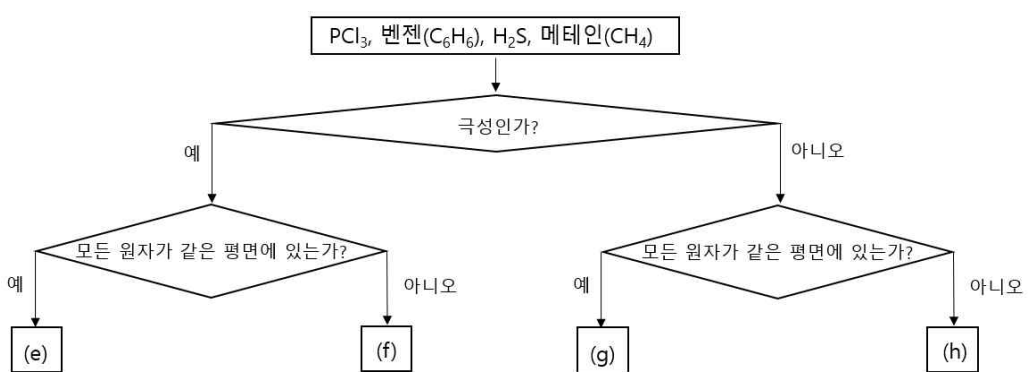 PCl₃, 벤젠(C₆H₆), H₂S, 메테인(CH₄)
극성인가?
예
아니오
모든 원자가 같은 평면에 있는가?
모든 원자가 같은 평면에 있는가?
예
아니오
예
아니오
(e)
(f)
(g)
(h)